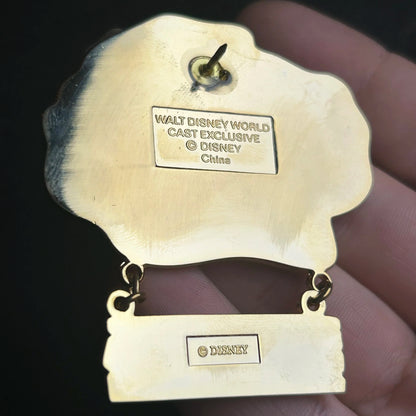 WALT DISNEY WORLD
CAST EXCLUSIVE
© DISNEY
China
© DISNEY